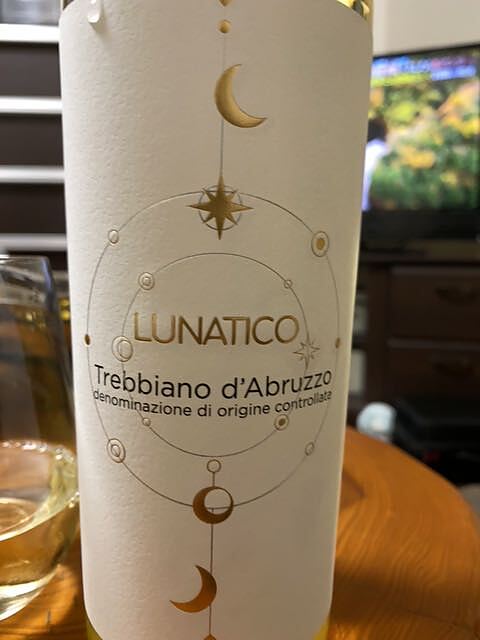 LUNATICO
Trebbiano d'Abruzzo
denominazione di origine controllata